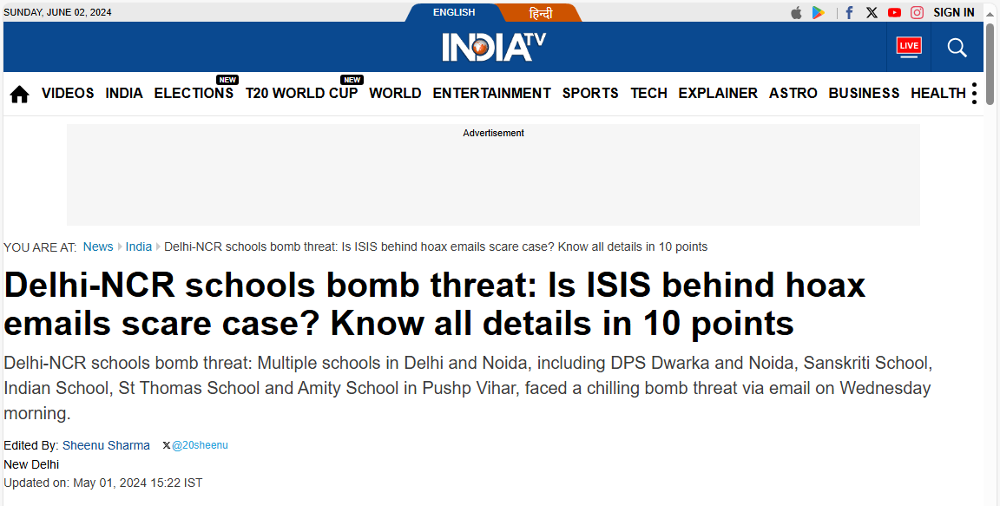 SUNDAY, JUNE 02, 2024
ENGLISH
हिन्दी
SIGN IN
INDIA TV
LIVE
NEW
NEW
VIDEOS INDIA ELECTIONS T20 WORLD CUP WORLD ENTERTAINMENT SPORTS TECH EXPLAINER ASTRO BUSINESS HEALTH
Advertisement
YOU ARE AT: News India Delhi-NCR schools bomb threat: Is ISIS behind hoax emails scare case? Know all details in 10 points
Delhi-NCR schools bomb threat: Is ISIS behind hoax
emails scare case? Know all details in 10 points
Delhi-NCR schools bomb threat: Multiple schools in Delhi and Noida, including DPS Dwarka and Noida, Sanskriti School,
Indian School, St Thomas School and Amity School in Pushp Vihar, faced a chilling bomb threat via email on Wednesday
morning.
Edited By: Sheenu Sharma X @20sheenu
New Delhi
Updated on: May 01, 2024 15:22 IST